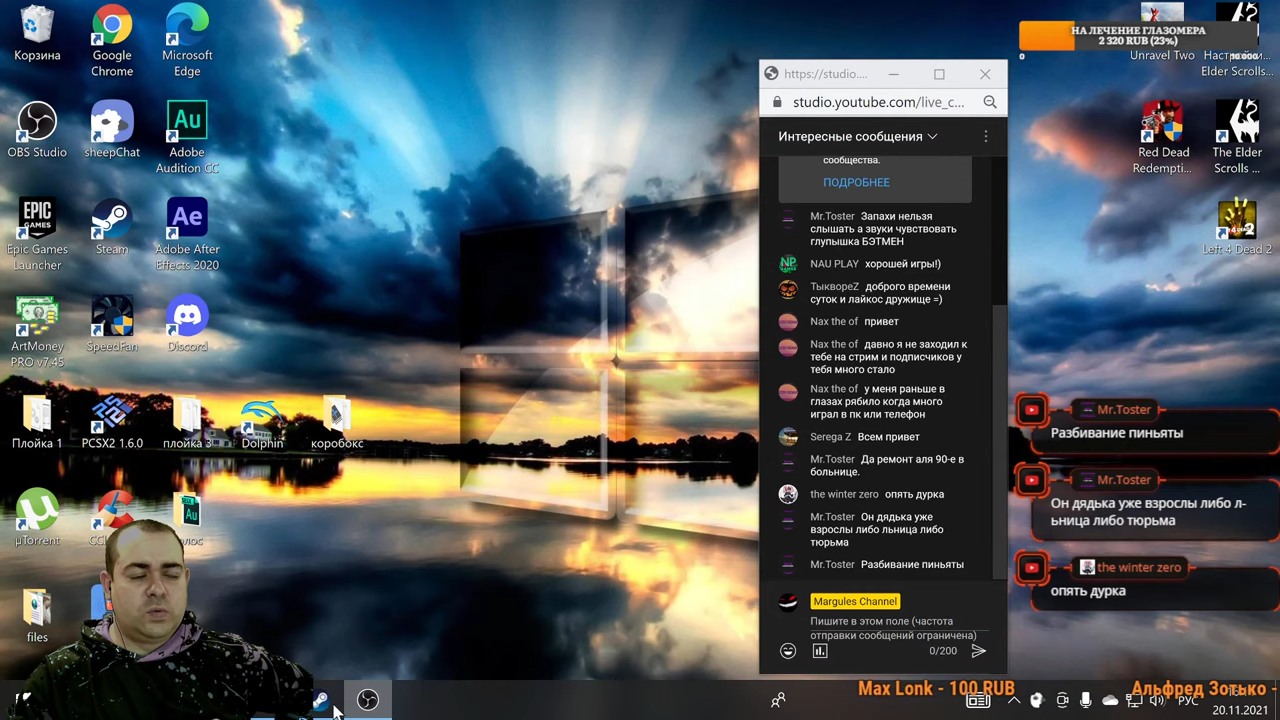 Корзина
Google
Chrome
Microsoft
Edge
OBS Studio
sheepChat
Adobe
Audition CC
Epic Games
Launcher
Steam
Adobe After
Effects 2020
ArtMoney
PRO v7.45
SpeedFan
Discord
Плойка 1
PCSX2 1.6.0
плойка 3
Dolphin
коробокс
µTorrent
files
https://studio....
studio.youtube.com/live_c...
Интересные сообщения
сообщества.
ПОДРОБНЕЕ
Mr.Toster Запахи нельзя
слышать а звуки чувствовать
глупышка БЭТМЕН
NAU PLAY хорошей игры!)
ТыквореZ доброго времени
суток и лайкос дружище =)
Nax the of привет
Nax the of давно я не заходил к
тебе на стрим и подписчиков у
тебя много стало
Nax the of у меня раньше в
глазах рябило когда много
играл в пк или телефон
Serega Z Всем привет
Mr.Toster Да ремонт аля 90-е в
больнице.
the winter zero опять дурка
Mr.Toster Он дядька уже
взрослы либо льница либо
тюрьма
Mr.Toster Разбивание пиньяты
Margules Channel
Пишите в этом поле (частота
отправки сообщений ограничена)
0/200
НА ЛЕЧЕНИЕ ГЛАЗОМЕРА
2 320 RUB (23%)
0
10 000
Unravel Two
Настройки...
Elder Scrolls...
Red Dead
Redempti...
The Elder
Scrolls ...
Left 4 Dead 2
Mr.Toster
Разбивание пиньяты
Mr.Toster
Он дядька уже взрослы либо л-
ьница либо тюрьма
the winter zero
опять дурка
Max Lonk - 100 RUB
Альфред Зотько -
РУС
20.11.2021